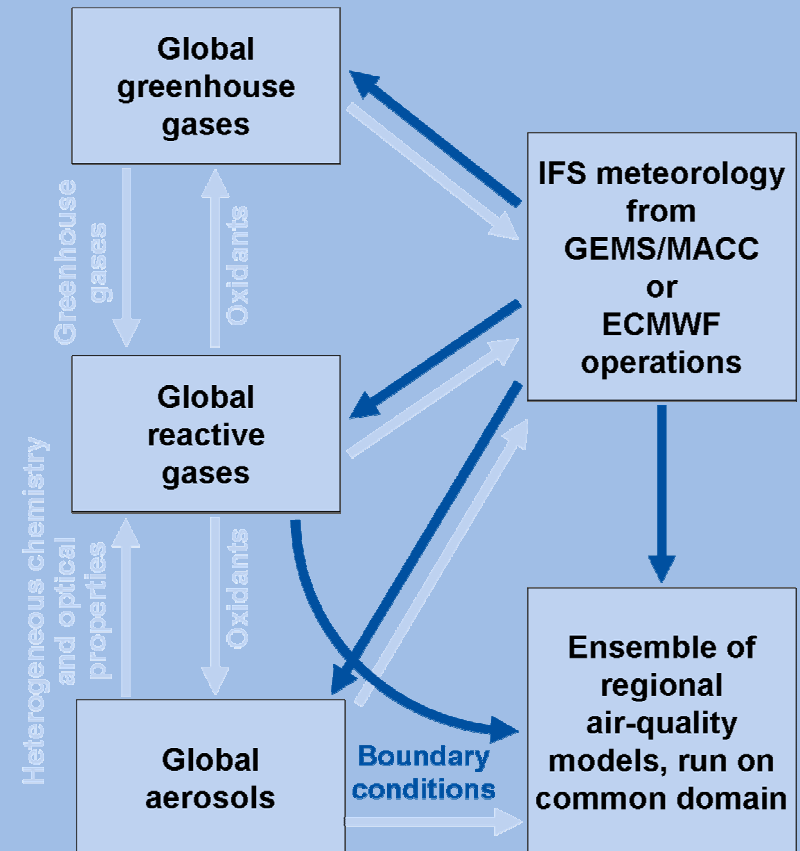 Global
greenhouse
gases
IFS meteorology
from
GEMS/MACC
or
ECMWF
operations
Greenhouse
gases
Oxidants
Global
reactive
gases
Heterogeneous chemistry
and optical
properties
Oxidants
Global
aerosols
Boundary
conditions
Ensemble of
regional
air-quality
models, run on
common domain